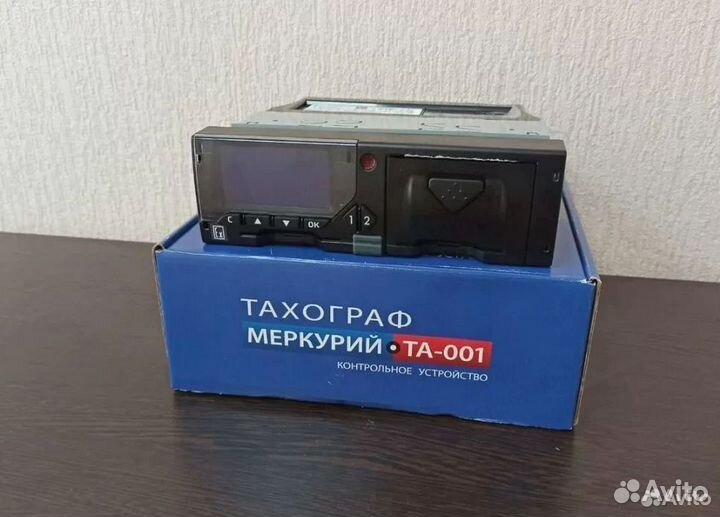 C ▲ ▼ OK 1 2
ТАХОГРАФ
МЕРКУРИЙ ТА-001
КОНТРОЛЬНОЕ УСТРОЙСТВО
Avito